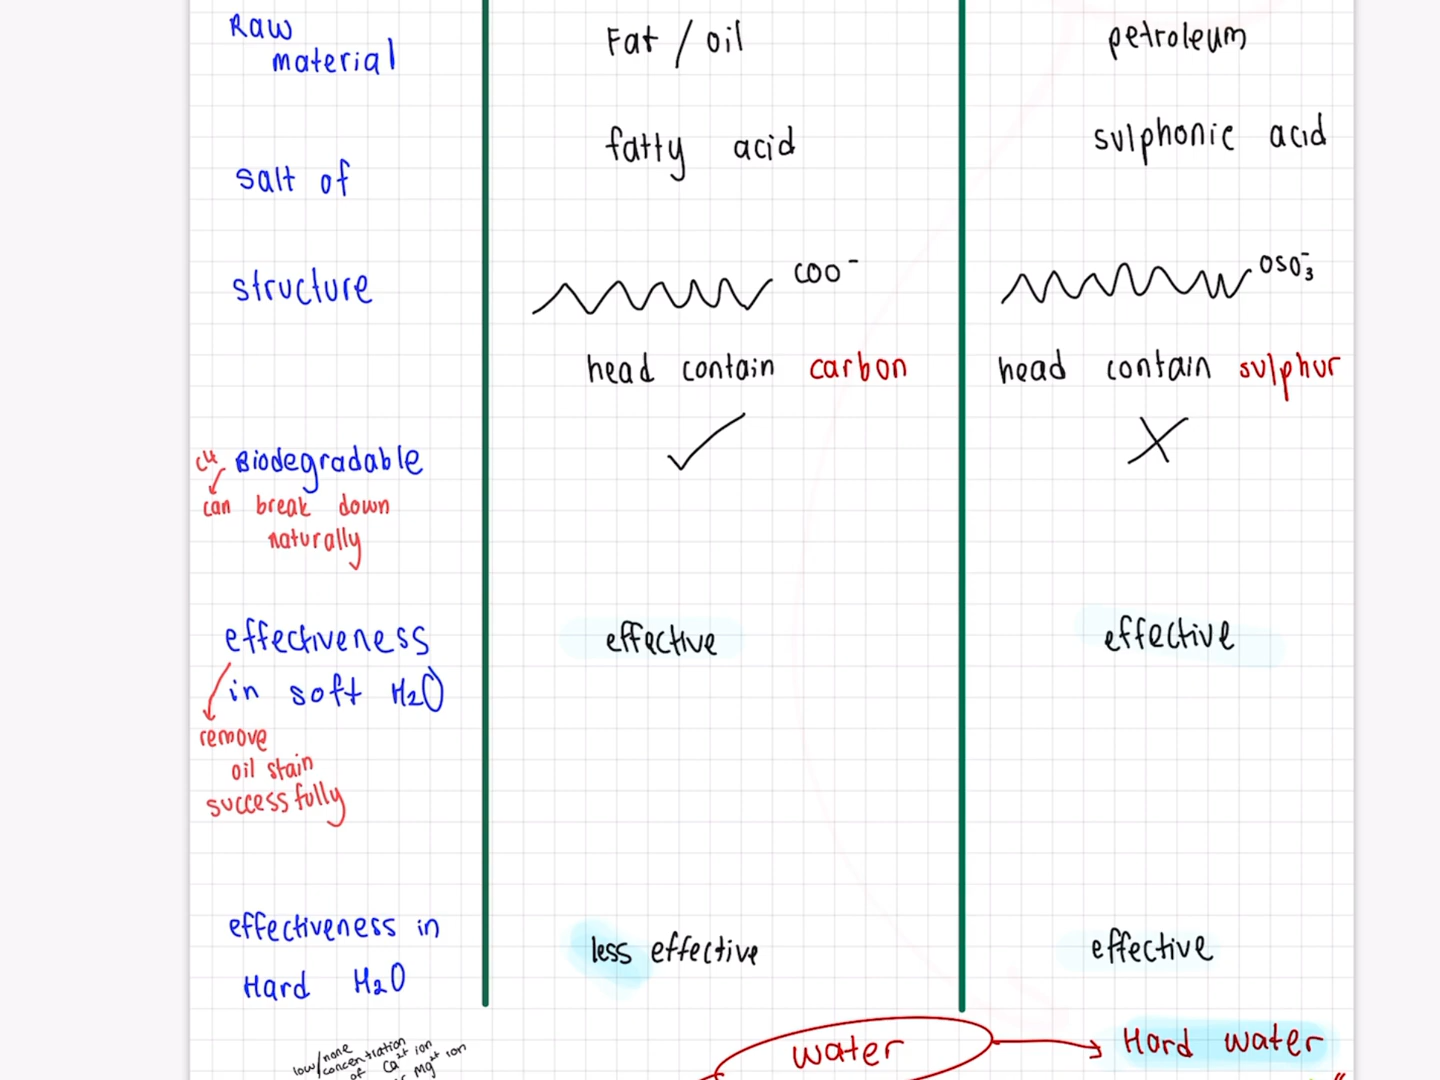 Raw
material
Fat / oil
petroleum
salt of
fatty acid
sulphonic acid
structure
COO⁻
OSO₃⁻
head contain carbon
head contain sulphur
Biodegradable
can break down
naturally
✓
X
effectiveness
in soft H₂O
effective
effective
remove
oil stain
successfully
effectiveness in
Hard H₂O
less effective
effective
low/none
concentration
of Ca²⁺ ion
Mg²⁺ ion
water
Hard water